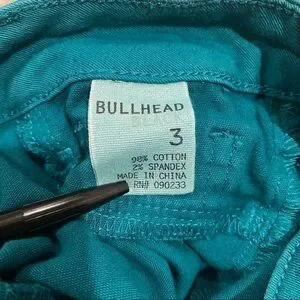 BULLHEAD
3
98% COTTON
2% SPANDEX
MADE IN CHINA
RN# 090233